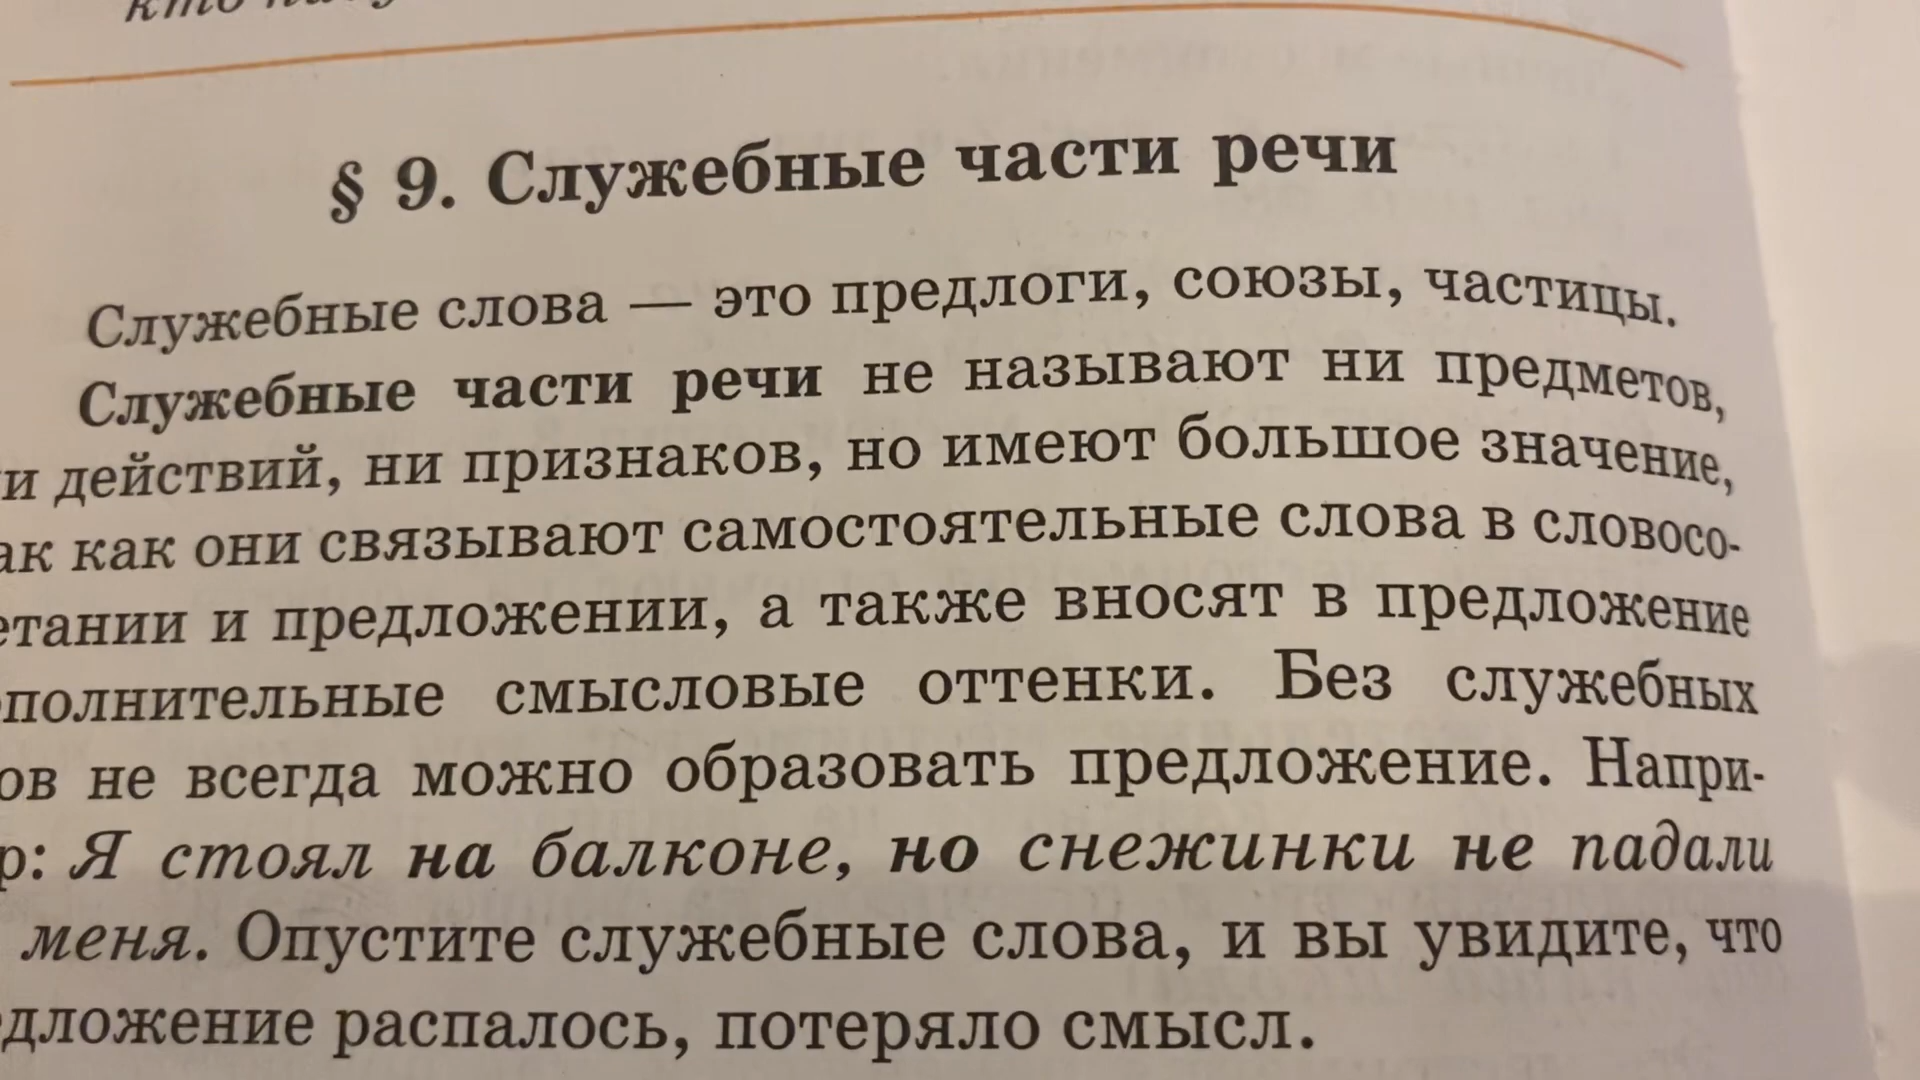 § 9. Служебные части речи
Служебные слова — это предлоги, союзы, частицы.
Служебные части речи не называют ни предметов,
и действий, ни признаков, но имеют большое значение,
ак как они связывают самостоятельные слова в словосо-
етании и предложении, а также вносят в предложение
полнительные смысловые оттенки. Без служебных
ов не всегда можно образовать предложение. Напри-
р: Я стоял на балконе, но снежинки не падали
меня. Опустите служебные слова, и вы увидите, что
дложение распалось, потеряло смысл.